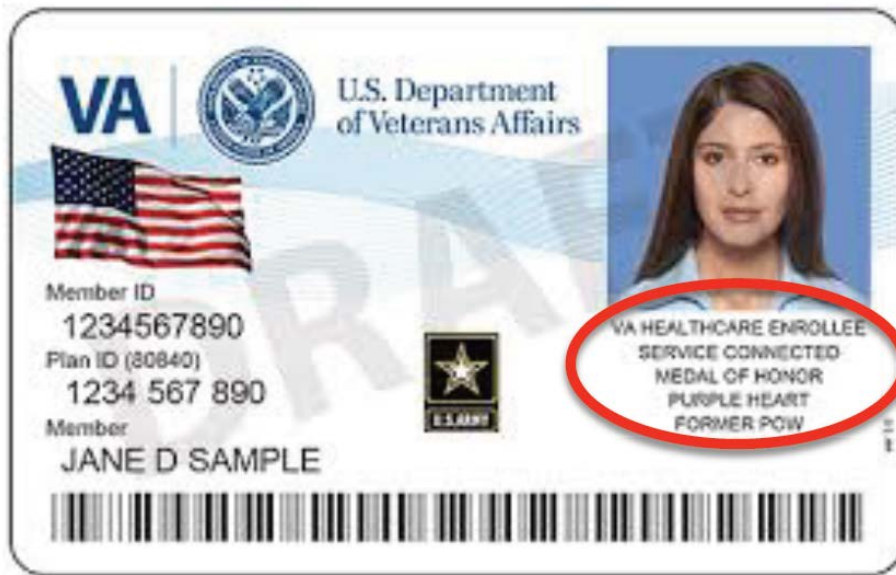 VA
U.S. Department
of Veterans Affairs
DRAFT
Member ID
1234567890
Plan ID (80840)
1234 567 890
Member
JANE D SAMPLE
U.S.ARMY
VA HEALTHCARE ENROLLEE
SERVICE CONNECTED
MEDAL OF HONOR
PURPLE HEART
FORMER POW